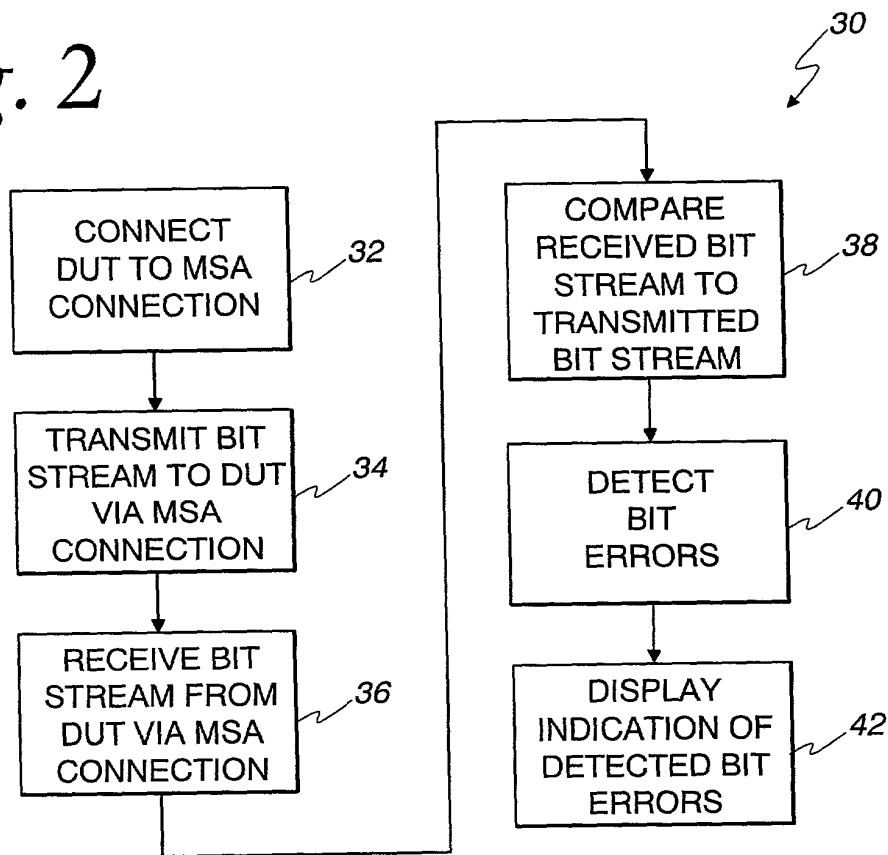 . 2
30
CONNECT
DUT TO MSA
CONNECTION
32
TRANSMIT BIT
STREAM TO DUT
VIA MSA
CONNECTION
34
RECEIVE BIT
STREAM FROM
DUT VIA MSA
CONNECTION
36
COMPARE
RECEIVED BIT
STREAM TO
TRANSMITTED
BIT STREAM
38
DETECT
BIT
ERRORS
40
DISPLAY
INDICATION OF
DETECTED BIT
ERRORS
42